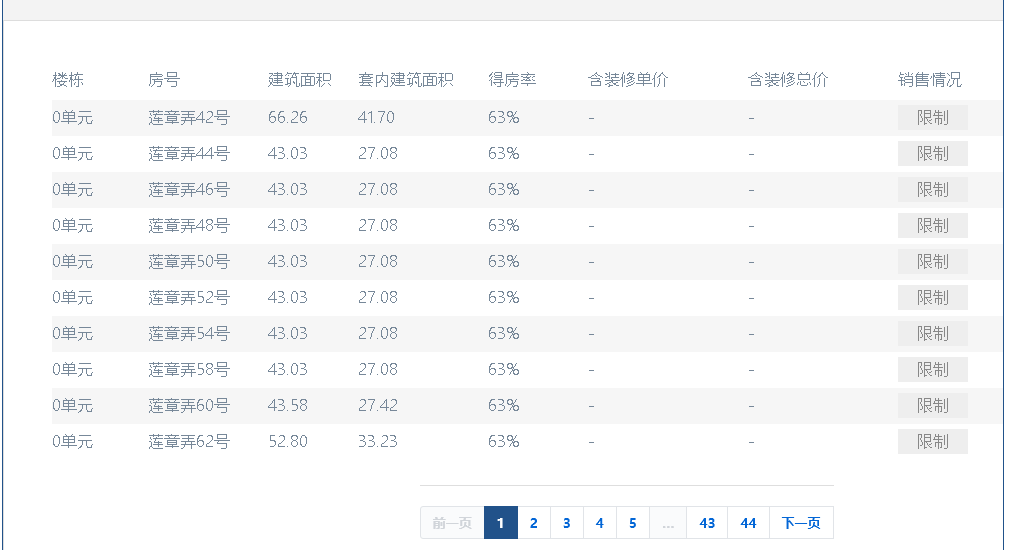 楼栋 房号 建筑面积 套内建筑面积 得房率 含装修单价 含装修总价 销售情况
0单元 莲章弄42号 66.26 41.70 63% - - 限制
0单元 莲章弄44号 43.03 27.08 63% - - 限制
0单元 莲章弄46号 43.03 27.08 63% - - 限制
0单元 莲章弄48号 43.03 27.08 63% - - 限制
0单元 莲章弄50号 43.03 27.08 63% - - 限制
0单元 莲章弄52号 43.03 27.08 63% - - 限制
0单元 莲章弄54号 43.03 27.08 63% - - 限制
0单元 莲章弄58号 43.03 27.08 63% - - 限制
0单元 莲章弄60号 43.58 27.42 63% - - 限制
0单元 莲章弄62号 52.80 33.23 63% - - 限制
前一页 1 2 3 4 5 ... 43 44 下一页